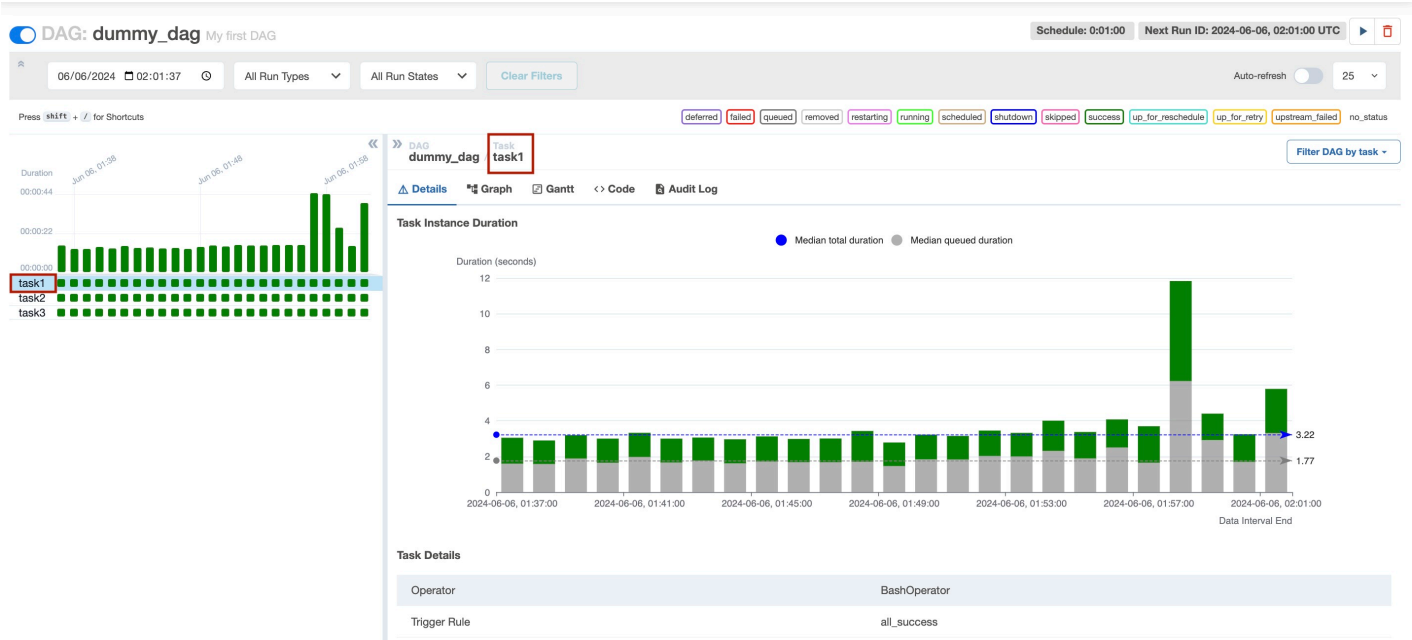 DAG: dummy_dag My first DAG
Schedule: 0:01:00
Next Run ID: 2024-06-06, 02:01:00 UTC
06/06/2024 02:01:37
All Run Types
All Run States
Clear Filters
Auto-refresh
25
Press shift + / for Shortcuts
deferred failed queued removed restarting running scheduled shutdown skipped success up_for_reschedule up_for_retry upstream_failed no_status
Duration
Jun 06, 01:38
Jun 06, 01:48
Jun 06, 01:58
00:00:44
00:00:22
00:00:00
task1
task2
task3
DAG
dummy_dag /
Task
task1
Filter DAG by task
Details
Graph
Gantt
Code
Audit Log
Task Instance Duration
Median total duration
Median queued duration
Duration (seconds)
12
10
8
6
4
2
0
3.22
1.77
2024-06-06, 01:37:00
2024-06-06, 01:41:00
2024-06-06, 01:45:00
2024-06-06, 01:49:00
2024-06-06, 01:53:00
2024-06-06, 01:57:00
2024-06-06, 02:01:00
Data Interval End
Task Details
Operator BashOperator
Trigger Rule all_success